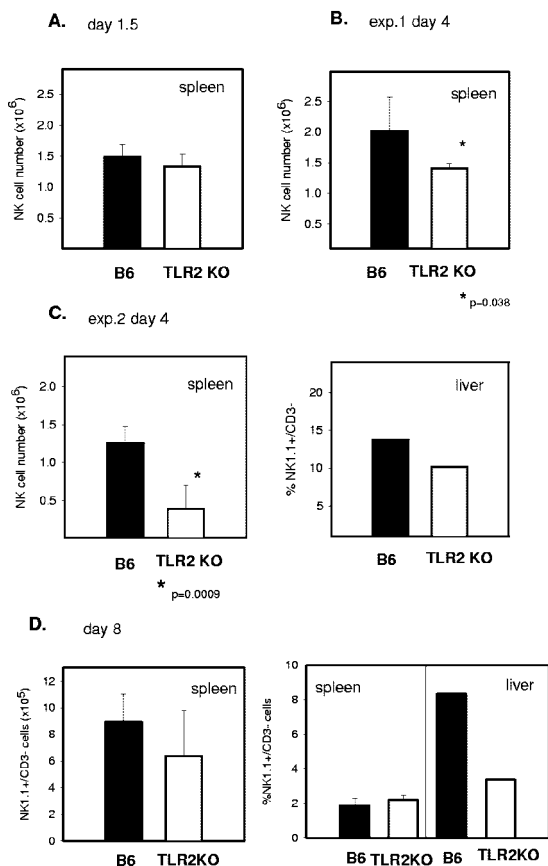 A. day 1.5
spleen
NK cell number (x10⁶)
2.5
2.0
1.5
1.0
0.5
B6 TLR2 KO
B. exp.1 day 4
spleen
NK cell number (x10⁶)
2.5
2.0
1.5
1.0
0.5
*
B6 TLR2 KO
* p=0.038
C. exp.2 day 4
spleen
NK cell number (x10⁶)
2.0
1.5
1.0
0.5
*
B6 TLR2 KO
* p=0.0009
liver
% NK1.1+/CD3-
20
15
10
5
B6 TLR2 KO
D. day 8
spleen
NK1.1+/CD3- cells (x10⁵)
12
10
8
6
4
2
0
B6 TLR2KO
spleen
liver
%NK1.1+/CD3- cells
10
8
6
4
2
0
B6 TLR2KO B6 TLR2KO